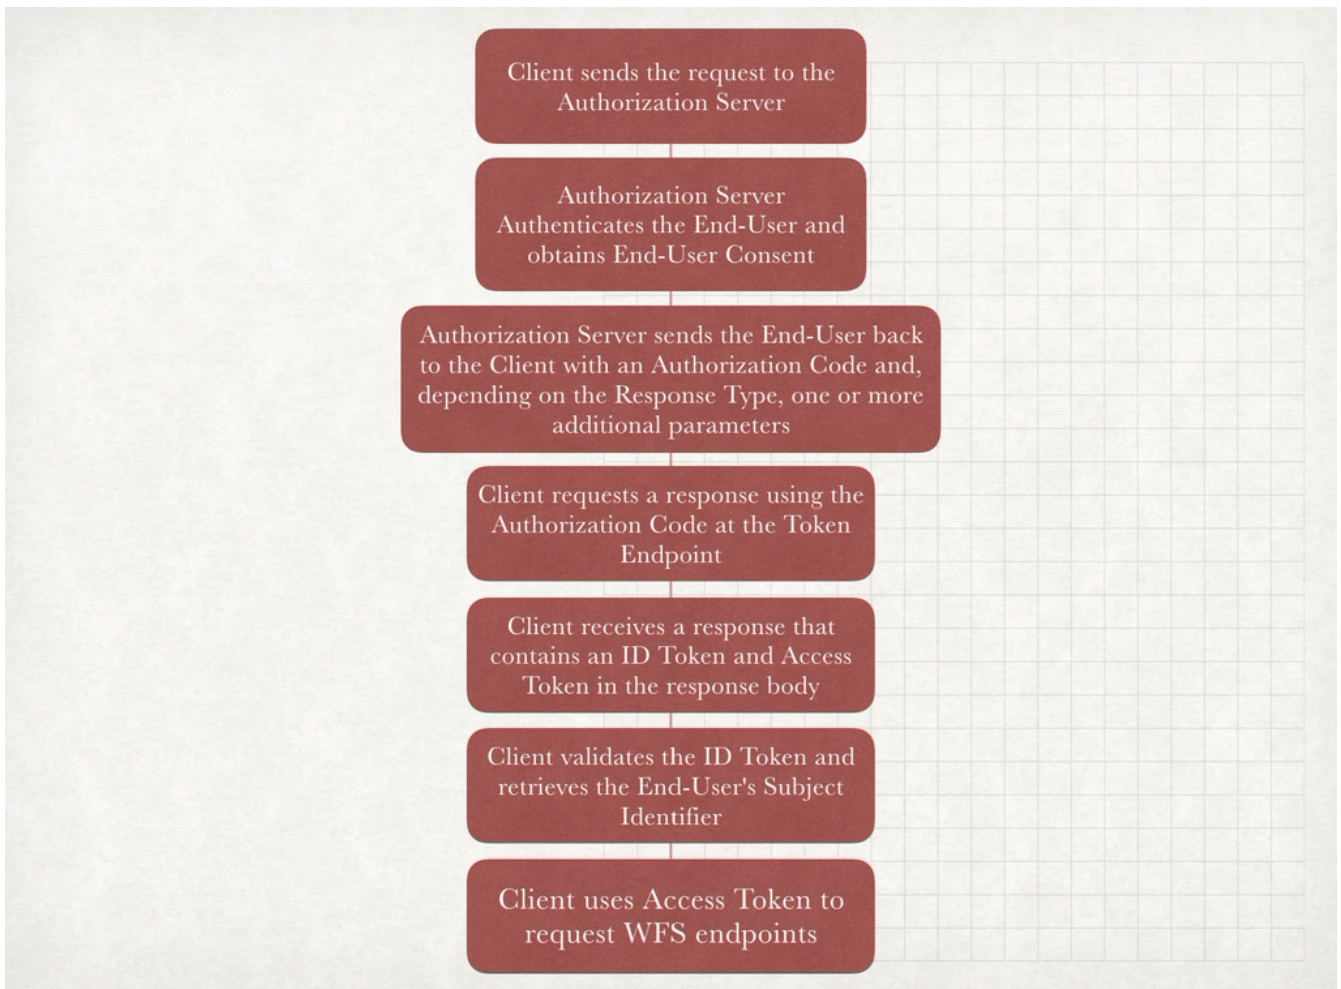 Client sends the request to the
Authorization Server
Authorization Server
Authenticates the End-User and
obtains End-User Consent
Authorization Server sends the End-User back
to the Client with an Authorization Code and,
depending on the Response Type, one or more
additional parameters
Client requests a response using the
Authorization Code at the Token
Endpoint
Client receives a response that
contains an ID Token and Access
Token in the response body
Client validates the ID Token and
retrieves the End-User's Subject
Identifier
Client uses Access Token to
request WFS endpoints